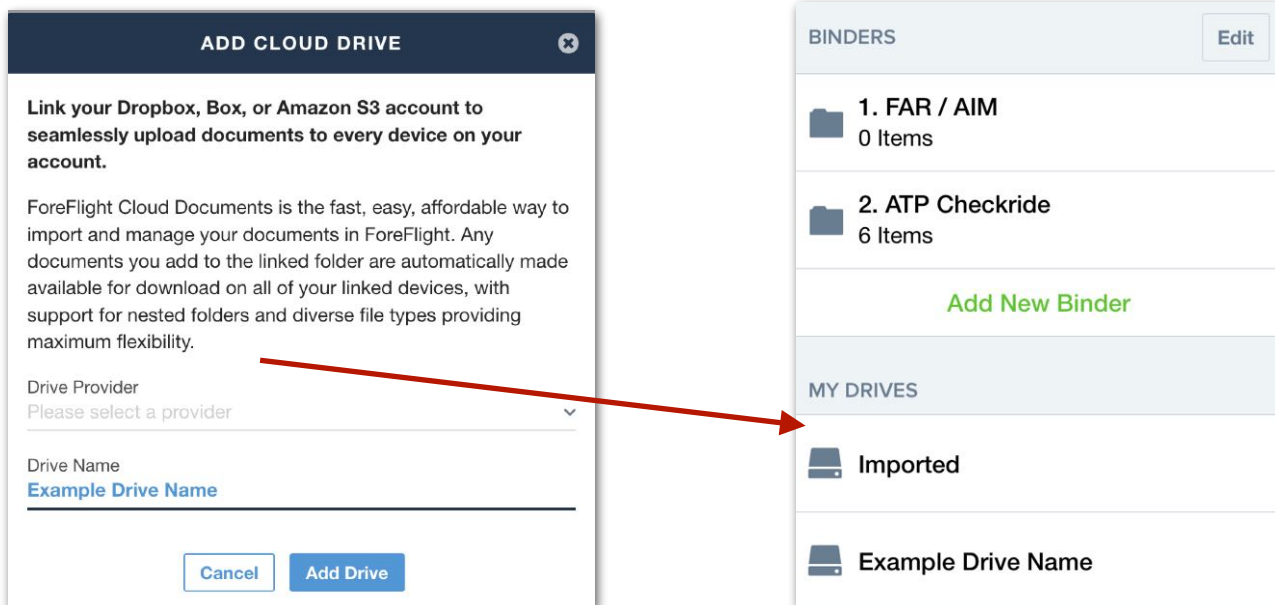 ADD CLOUD DRIVE
Link your Dropbox, Box, or Amazon S3 account to
seamlessly upload documents to every device on your
account.
ForeFlight Cloud Documents is the fast, easy, affordable way to
import and manage your documents in ForeFlight. Any
documents you add to the linked folder are automatically made
available for download on all of your linked devices, with
support for nested folders and diverse file types providing
maximum flexibility.
Drive Provider
Please select a provider
Drive Name
Example Drive Name
Cancel
Add Drive
BINDERS
Edit
1. FAR / AIM
0 Items
2. ATP Checkride
6 Items
Add New Binder
MY DRIVES
Imported
Example Drive Name